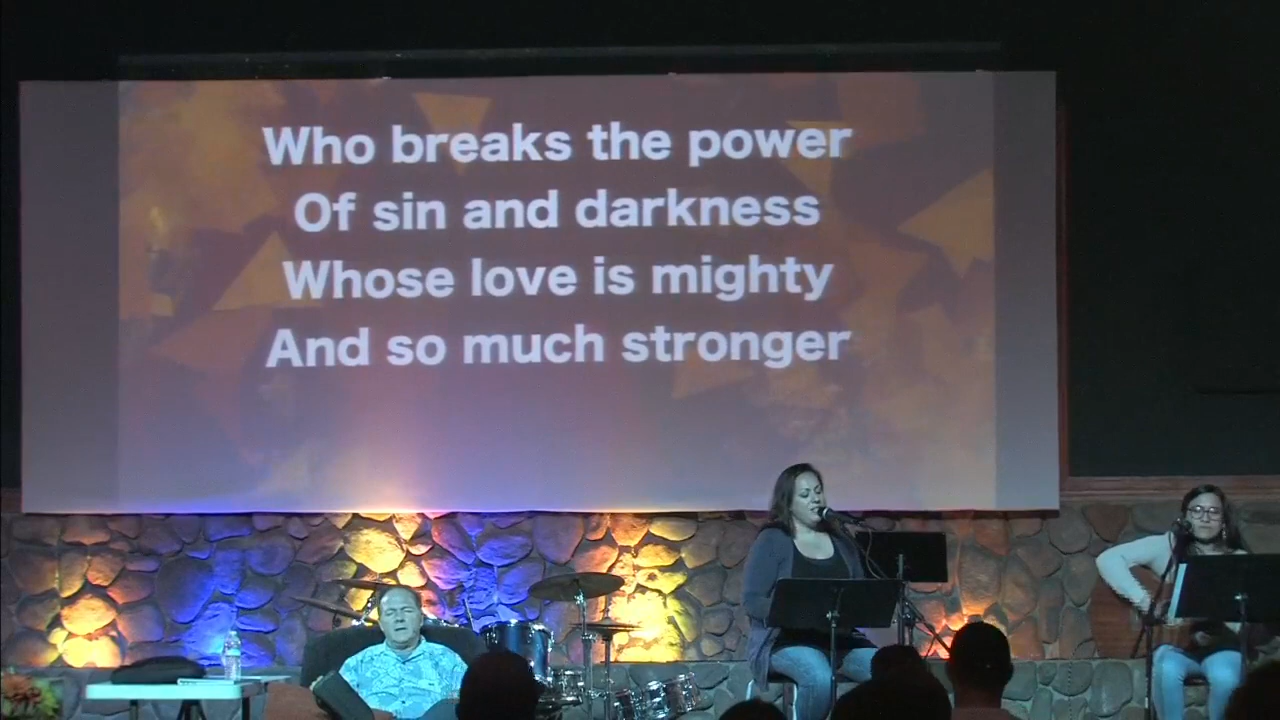 Who breaks the power
Of sin and darkness
Whose love is mighty
And so much stronger